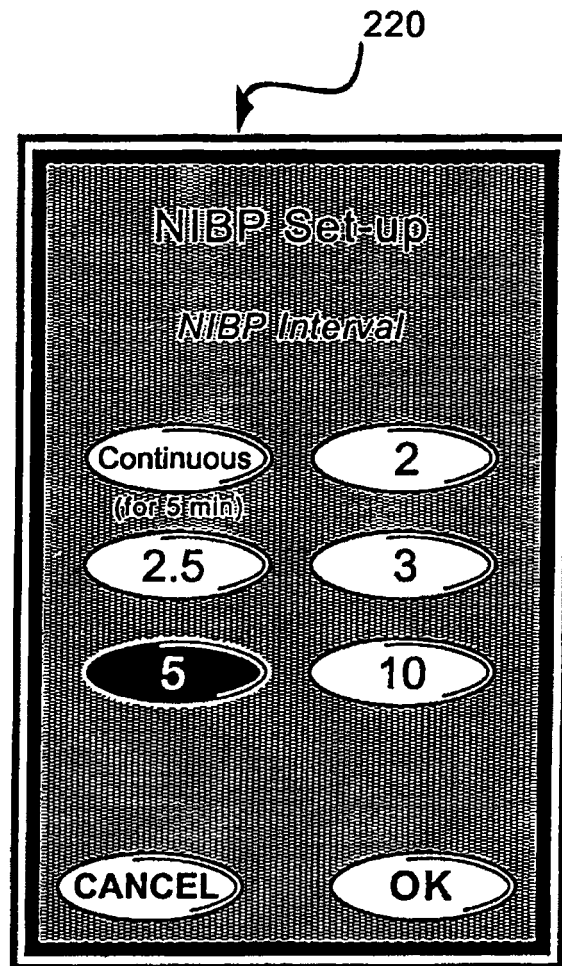 220
NIBP Set-up
NIBP Interval
Continuous 2
(for 5 min)
2.5 3
5 10
CANCEL OK